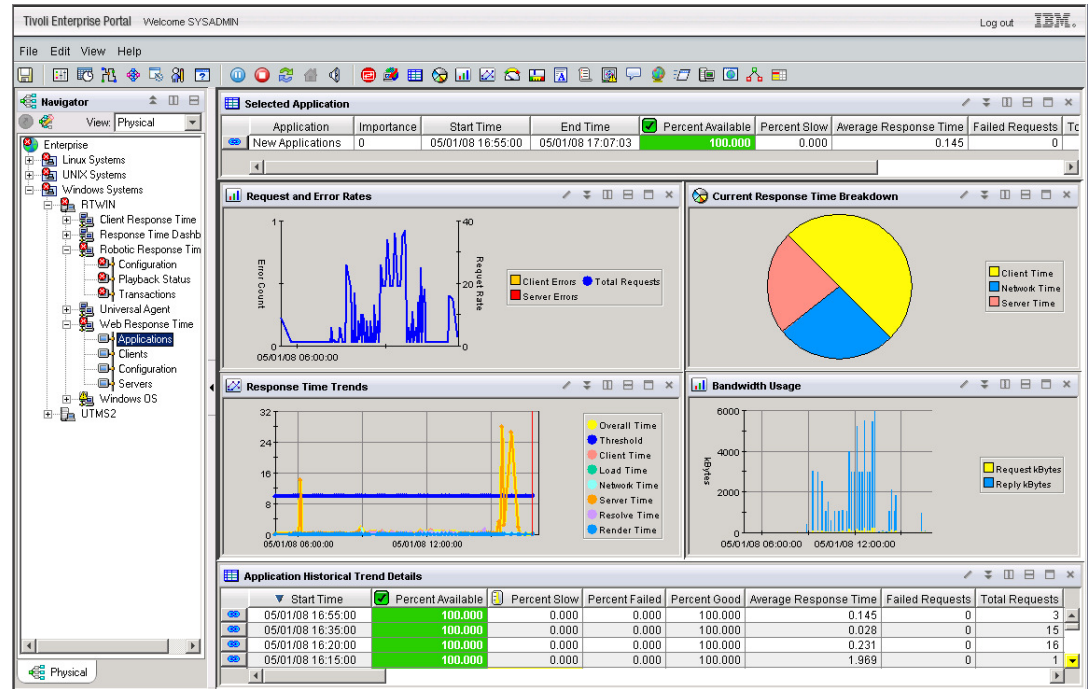 Tivoli Enterprise Portal Welcome SYSADMIN Log out IBM.
File Edit View Help
Navigator
View: Physical
Enterprise
Linux Systems
UNIX Systems
Windows Systems
RTWIN
Client Response Time
Response Time Dashb
Robotic Response Tim
Configuration
Playback Status
Transactions
Universal Agent
Web Response Time
Applications
Clients
Configuration
Servers
Windows OS
UTMS2
Physical
Selected Application
Application Importance Start Time End Time Percent Available Percent Slow Average Response Time Failed Requests Tc
New Applications 0 05/01/08 16:55:00 05/01/08 17:07:03 100.000 0.000 0.145 0
Request and Error Rates
1
0
Error Count
40
20
0
Requet Rate
05/01/08 06:00:00
Client Errors Total Requests
Server Errors
Current Response Time Breakdown
Client Time
Network Time
Server Time
Response Time Trends
32
24
16
8
0
05/01/08 06:00:00 05/01/08 12:00:00
Overall Time
Threshold
Client Time
Load Time
Network Time
Server Time
Resolve Time
Render Time
Bandwidth Usage
6000
4000
2000
0
kBytes
05/01/08 06:00:00 05/01/08 12:00:00
Request kBytes
Reply kBytes
Application Historical Trend Details
Start Time Percent Available Percent Slow Percent Failed Percent Good Average Response Time Failed Requests Total Requests
05/01/08 16:55:00 100.000 0.000 0.000 100.000 0.145 0 3
05/01/08 16:35:00 100.000 0.000 0.000 100.000 0.028 0 15
05/01/08 16:20:00 100.000 0.000 0.000 100.000 0.231 0 16
05/01/08 16:15:00 100.000 0.000 0.000 100.000 1.969 0 1